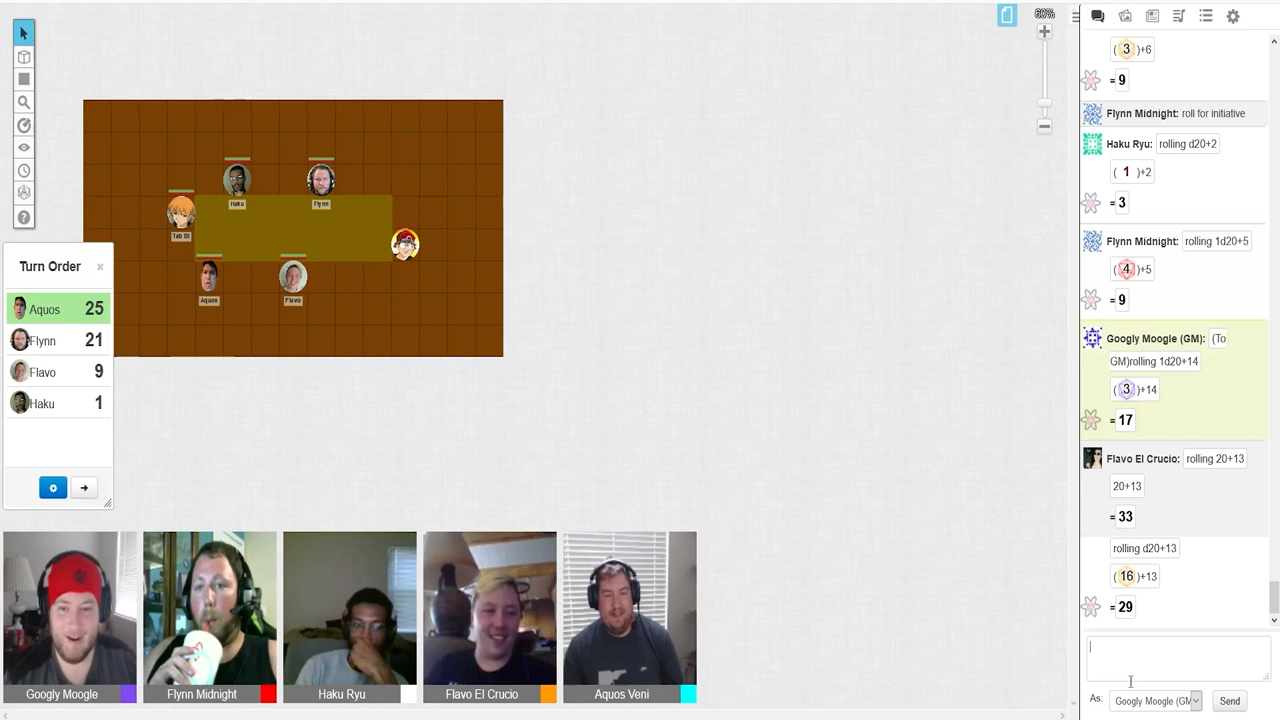 60%
(3)+6
=9
Flynn Midnight: roll for initiative
Haku Ryu: rolling d20+2
(1)+2
=3
Flynn Midnight: rolling 1d20+5
(4)+5
=9
Googly Moogle (GM): (To
GM)rolling 1d20+14
(3)+14
=17
Flavo El Crucio: rolling 20+13
20+13
=33
rolling d20+13
(16)+13
=29
As: Googly Moogle (GM
Send
Haku
Flynn
Tab El
Aquos
Flavo
Turn Order ×
Aquos 25
Flynn 21
Flavo 9
Haku 1
Googly Moogle
Flynn Midnight
Haku Ryu
Flavo El Crucio
Aquos Veni